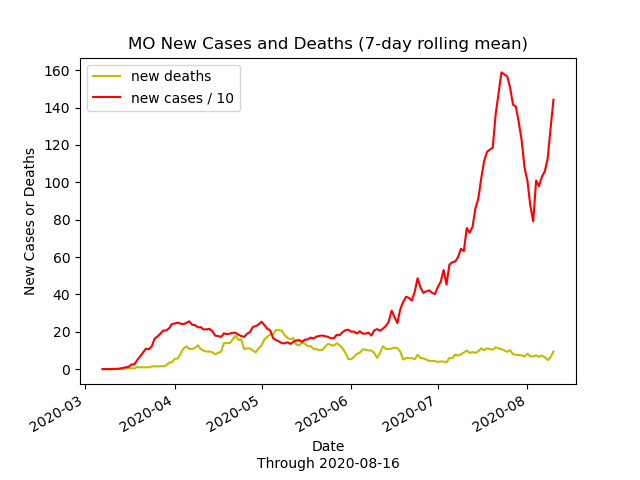 MO New Cases and Deaths (7-day rolling mean)
new deaths
new cases / 10
160
140
120
100
80
60
40
20
0
New Cases or Deaths
2020-03
2020-04
2020-05
2020-06
2020-07
2020-08
Date
Through 2020-08-16